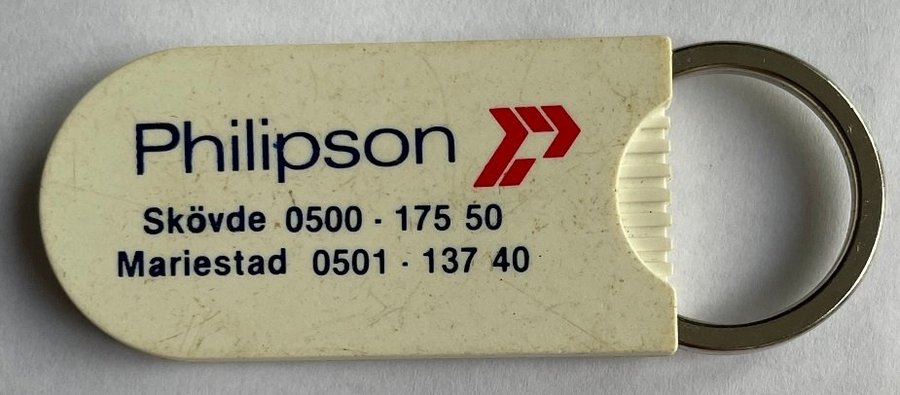 Philipson
Skövde 0500 - 175 50
Mariestad 0501 - 137 40